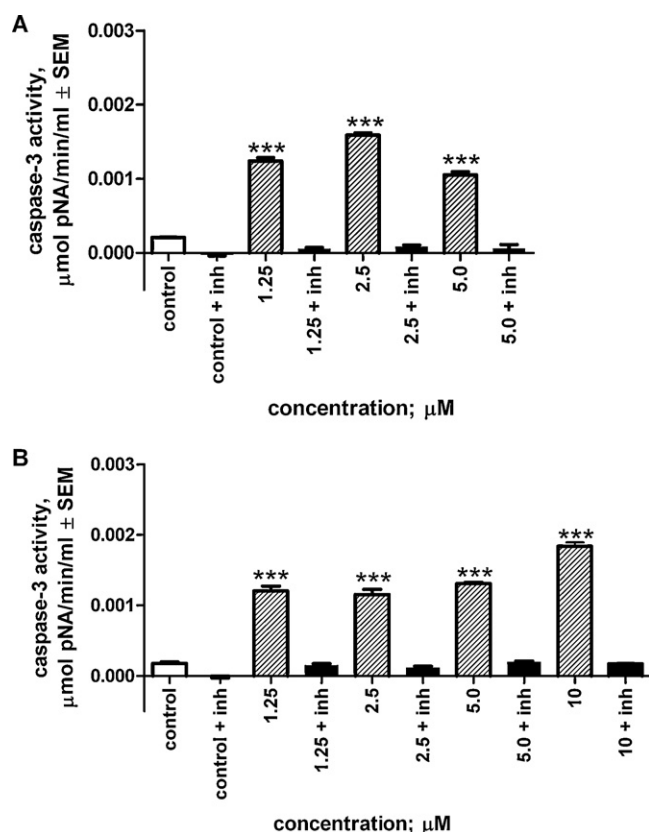 A
caspase-3 activity,
μmol pNA/min/ml ± SEM
0.003
0.002
0.001
0.000
***
***
***
control
control + inh
1.25
1.25 + inh
2.5
2.5 + inh
5.0
5.0 + inh
concentration; μM
B
caspase-3 activity,
μmol pNA/min/ml ± SEM
0.003
0.002
0.001
0.000
***
***
***
***
control
control + inh
1.25
1.25 + inh
2.5
2.5 + inh
5.0
5.0 + inh
10
10 + inh
concentration; μM